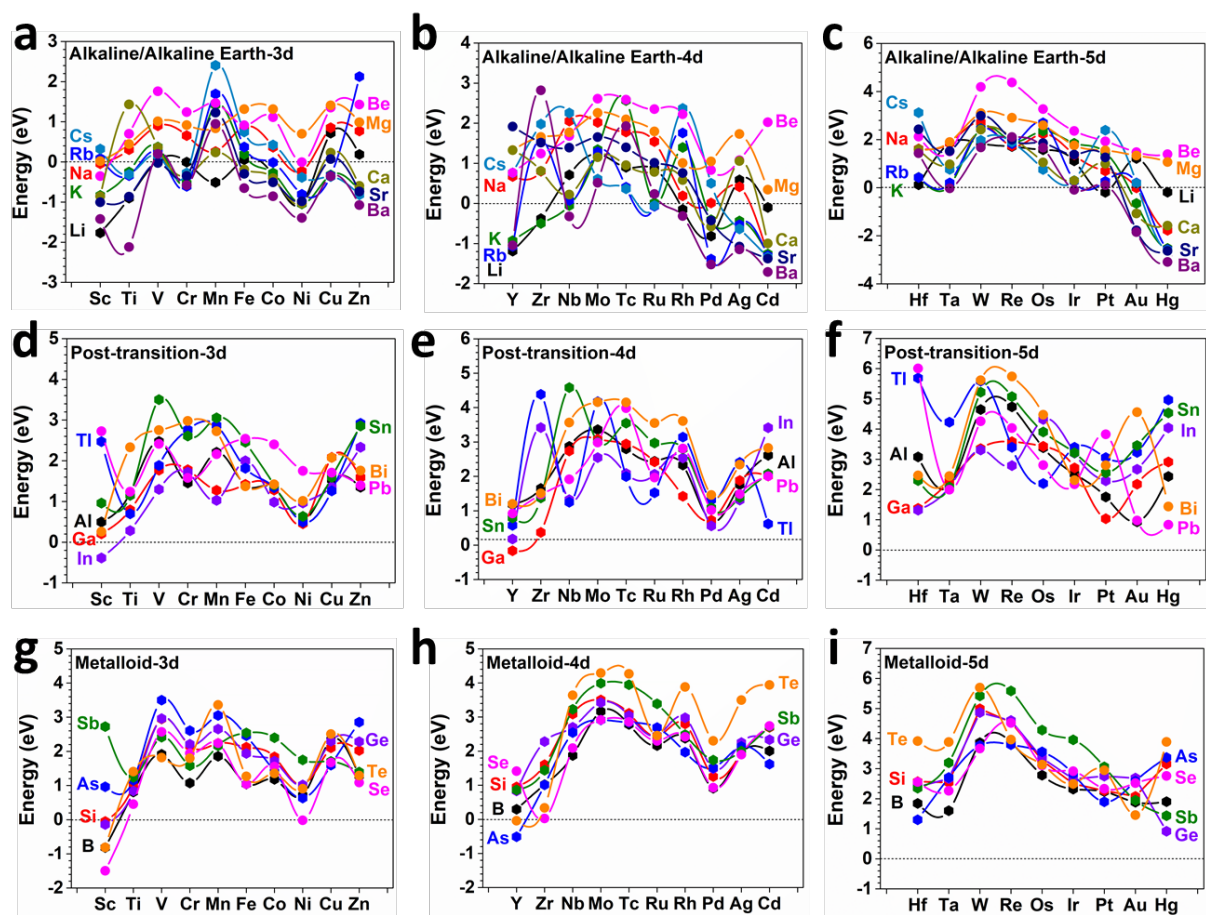 a
Alkaline/Alkaline Earth-3d
Energy (eV)
3
2
1
0
-1
-2
-3
Cs
Rb
Na
K
Li
Be
Mg
Ca
Sr
Ba
Sc Ti V Cr Mn Fe Co Ni Cu Zn
b
Alkaline/Alkaline Earth-4d
Energy (eV)
4
3
2
1
0
-1
-2
Cs
Na
K
Rb
Li
Be
Mg
Ca
Sr
Ba
Y Zr Nb Mo Tc Ru Rh Pd Ag Cd
c
Alkaline/Alkaline Earth-5d
Energy (eV)
6
4
2
0
-2
-4
Cs
Na
Rb
K
Be
Mg
Li
Ca
Sr
Ba
Hf Ta W Re Os Ir Pt Au Hg
d
Post-transition-3d
Energy (eV)
5
4
3
2
1
0
-1
Tl
Al
Ga
In
Sn
Bi
Pb
Sc Ti V Cr Mn Fe Co Ni Cu Zn
e
Post-transition-4d
Energy (eV)
6
5
4
3
2
1
0
-1
Bi
Sn
Ga
In
Al
Pb
Tl
Y Zr Nb Mo Tc Ru Rh Pd Ag Cd
f
Post-transition-5d
Energy (eV)
7
6
5
4
3
2
1
0
-1
Tl
Al
Ga
Sn
In
Bi
Pb
Hf Ta W Re Os Ir Pt Au Hg
g
Metalloid-3d
Energy (eV)
5
4
3
2
1
0
-1
-2
Sb
As
Si
B
Ge
Te
Se
Sc Ti V Cr Mn Fe Co Ni Cu Zn
h
Metalloid-4d
Energy (eV)
5
4
3
2
1
0
-1
-2
Se
Si
B
As
Te
Sb
Ge
Y Zr Nb Mo Tc Ru Rh Pd Ag Cd
i
Metalloid-5d
Energy (eV)
7
6
5
4
3
2
1
0
-1
Te
Si
B
As
Se
Sb
Ge
Hf Ta W Re Os Ir Pt Au Hg